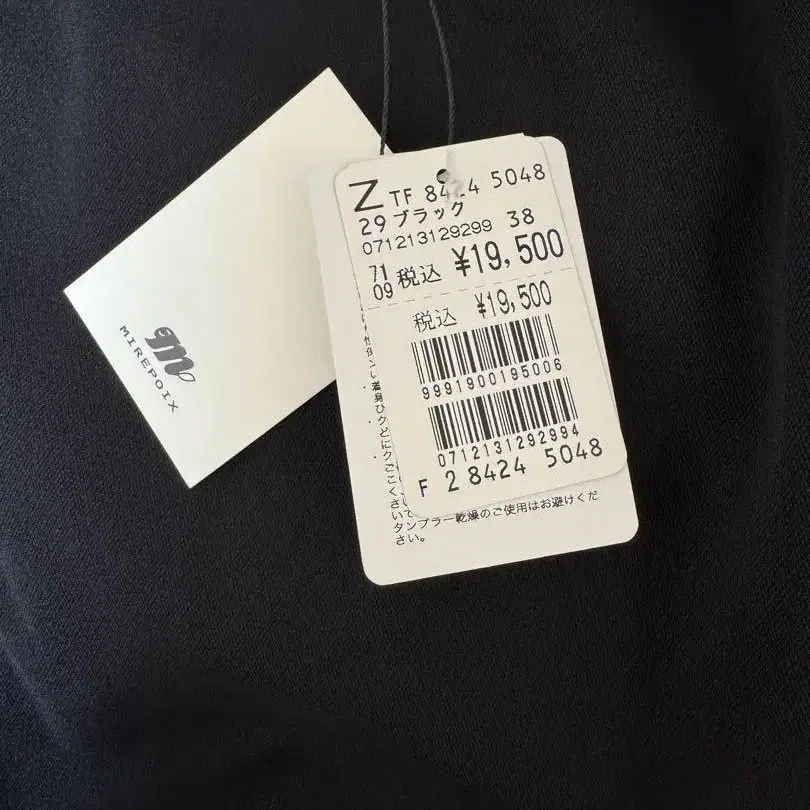 m
MIREPOIX
Z TF 8424 5048
29 ブラック
071213129299 38
71
09 税込 ¥19,500
税込 ¥19,500
9991900195006
0712131292994
F 2 8424 5048
タンブラー乾燥のご使用はお避けくだ
さい。